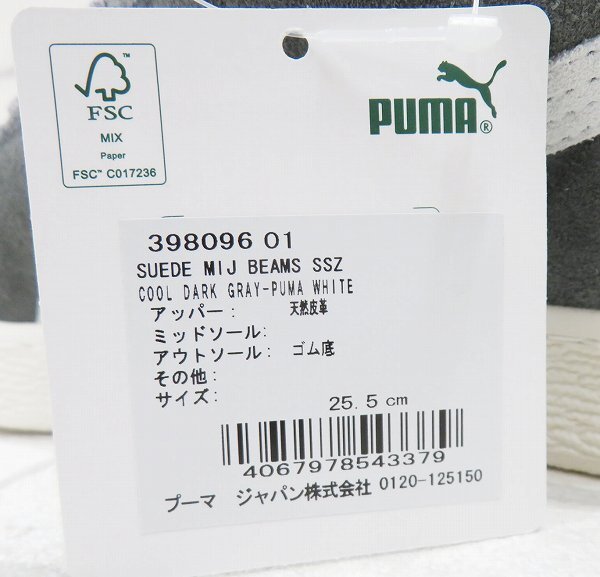 FSC
MIX
Paper
FSC™ C017236
PUMA®
398096 01
SUEDE MIJ BEAMS SSZ
COOL DARK GRAY-PUMA WHITE
アッパー: 天然皮革
ミッドソール:
アウトソール: ゴム底
その他:
サイズ: 25.5 cm
4067978543379
プーマ ジャパン株式会社 0120-125150